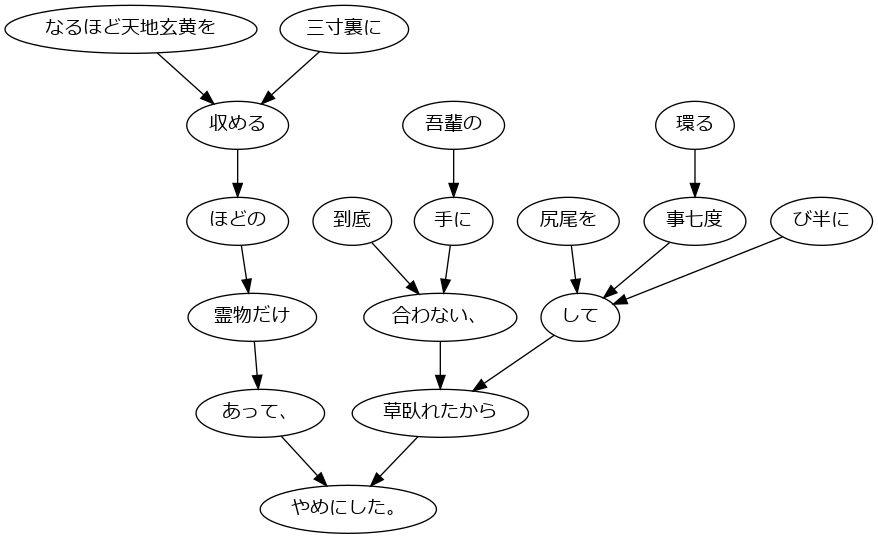 なるほど天地玄黄を 三寸裏に
収める 吾輩の 環る
ほどの 到底 手に 尻尾を 事七度 び半に
霊物だけ 合わない、 して
あって、 草臥れたから
やめにした。